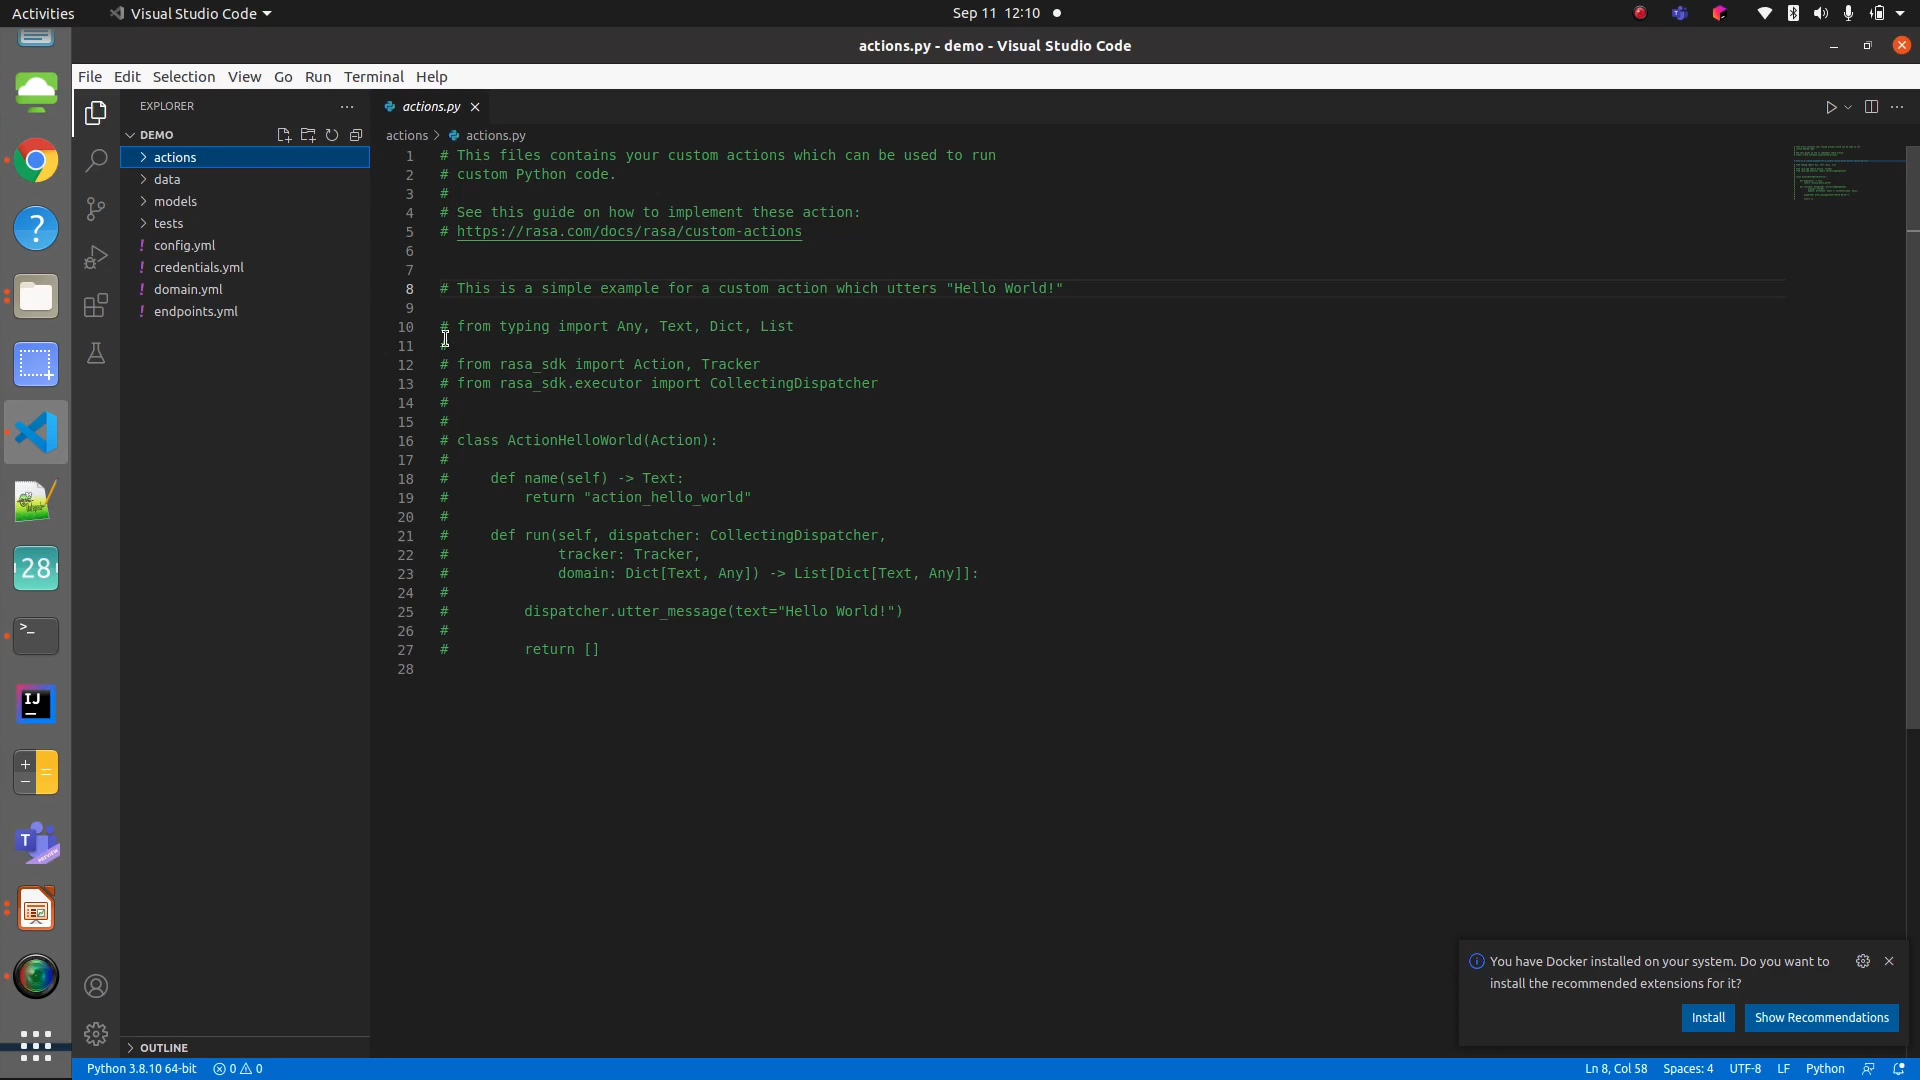 Activities
Visual Studio Code
Sep 11 12:10
actions.py - demo - Visual Studio Code
File Edit Selection View Go Run Terminal Help
EXPLORER
DEMO
actions
data
models
tests
! config.yml
! credentials.yml
! domain.yml
! endpoints.yml
OUTLINE
actions.py
actions > actions.py
1 # This files contains your custom actions which can be used to run
2 # custom Python code.
3 #
4 # See this guide on how to implement these action:
5 # https://rasa.com/docs/rasa/custom-actions
6
7
8 # This is a simple example for a custom action which utters "Hello World!"
9
10 # from typing import Any, Text, Dict, List
11 #
12 # from rasa_sdk import Action, Tracker
13 # from rasa_sdk.executor import CollectingDispatcher
14 #
15 #
16 # class ActionHelloWorld(Action):
17 #
18 #     def name(self) -> Text:
19 #         return "action_hello_world"
20 #
21 #     def run(self, dispatcher: CollectingDispatcher,
22 #             tracker: Tracker,
23 #             domain: Dict[Text, Any]) -> List[Dict[Text, Any]]:
24 #
25 #         dispatcher.utter_message(text="Hello World!")
26 #
27 #         return []
28
28
IJ
T
PREVIEW
You have Docker installed on your system. Do you want to
install the recommended extensions for it?
Install
Show Recommendations
Python 3.8.10 64-bit
0 0
Ln 8, Col 58
Spaces: 4
UTF-8
LF
Python